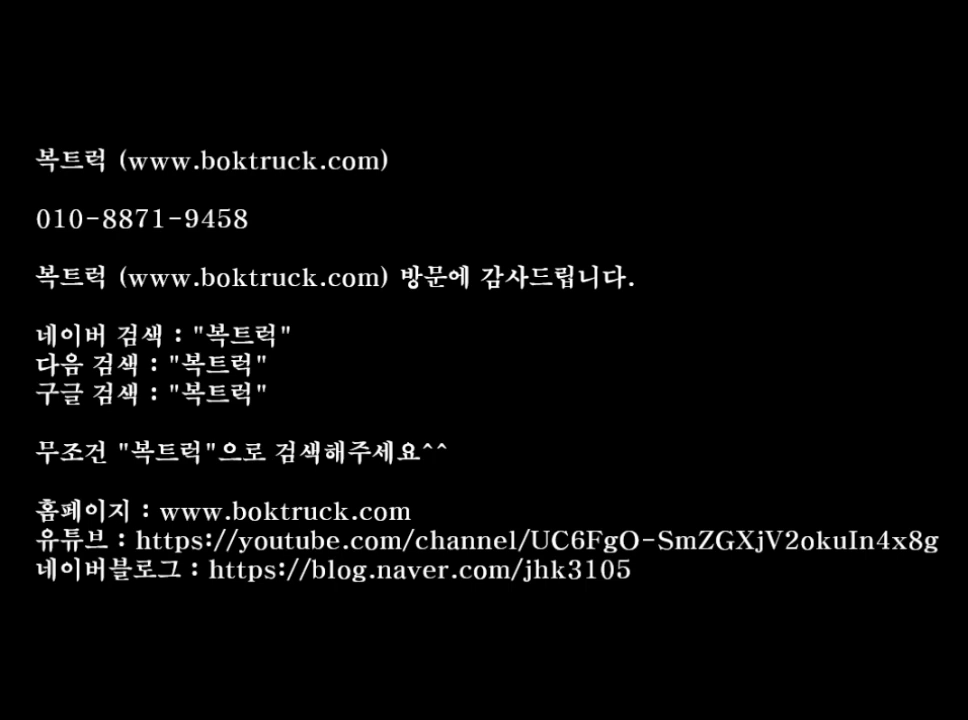 복트럭 (www.boktruck.com)
010-8871-9458
복트럭 (www.boktruck.com) 방문에 감사드립니다.
네이버 검색 : "복트럭"
다음 검색 : "복트럭"
구글 검색 : "복트럭"
무조건 "복트럭"으로 검색해주세요^^
홈페이지 : www.boktruck.com
유튜브 : https://youtube.com/channel/UC6FgO-SmZGXjV2okuIn4x8g
네이버블로그 : https://blog.naver.com/jhk3105